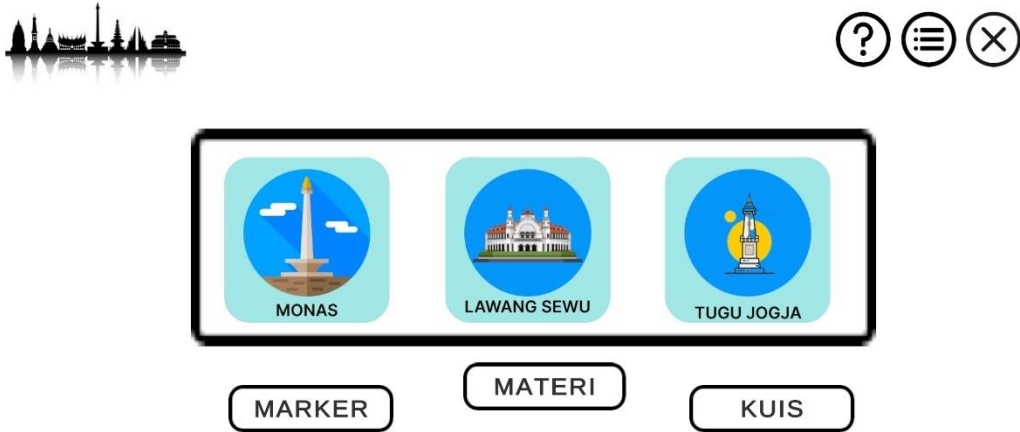 MONAS
LAWANG SEWU
TUGU JOGJA
MARKER
MATERI
KUIS